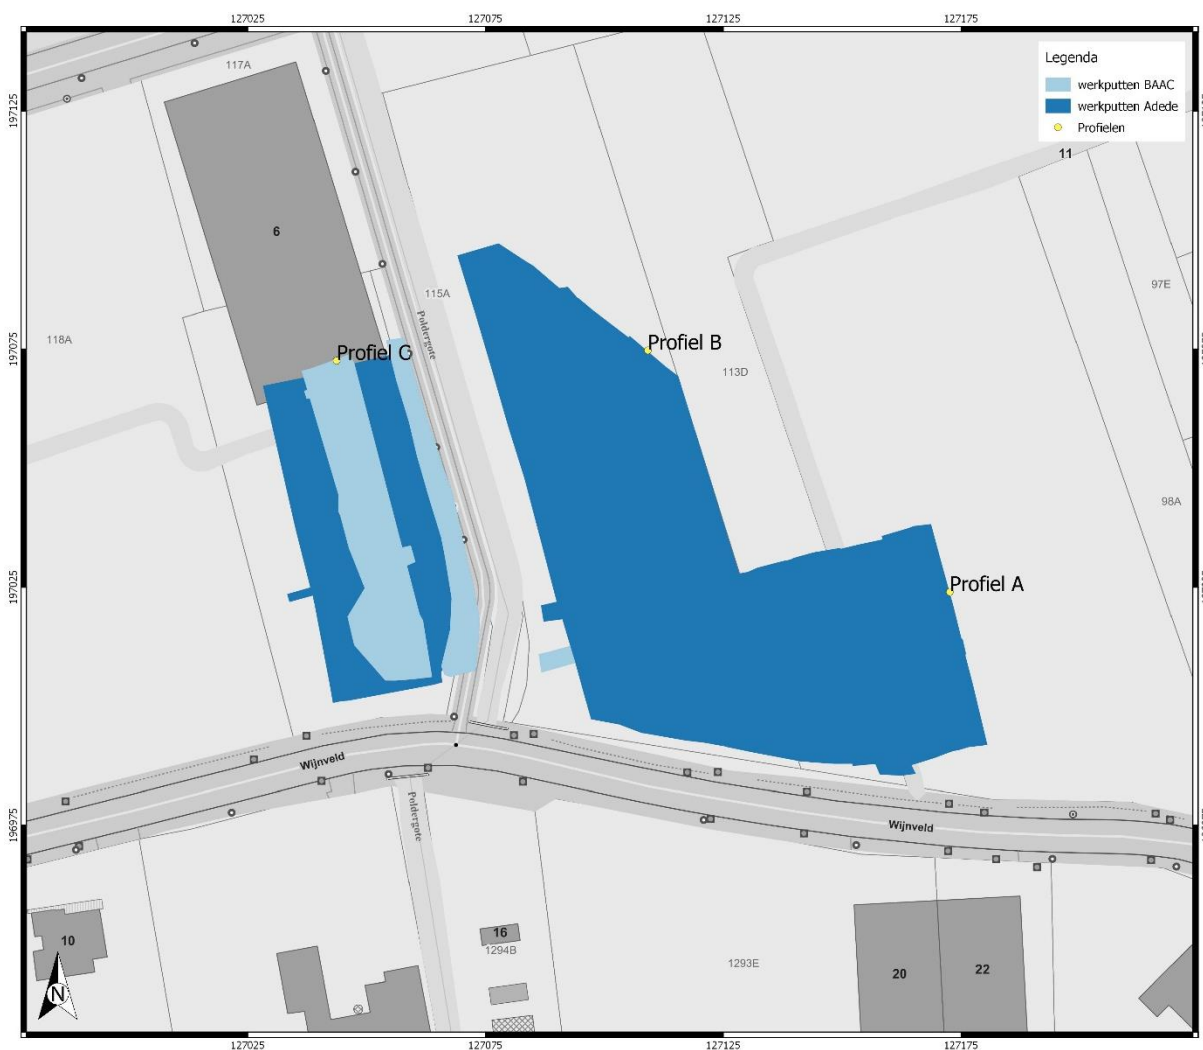 127025
127075
127125
127175
117A
Legenda
werkputten BAAC
werkputten Adede
Profielen
197125
11
6
97E
115A
Poldergote
118A
197075
Profiel G
Profiel B
113D
98A
197025
Profiel A
Wijnveld
Poldergote
Wijnveld
196975
10
16
1294B
1293E
20
22
N
127025
127075
127125
127175